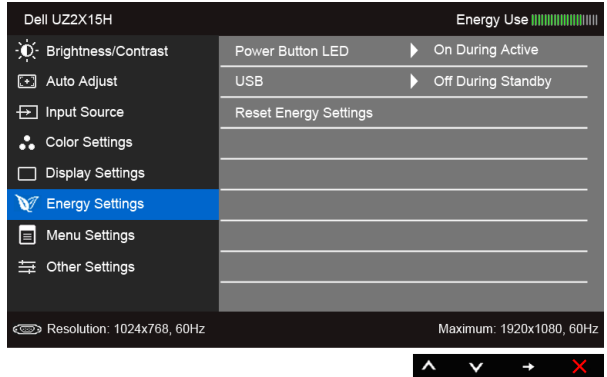 Dell UZ2X15H Energy Use
Brightness/Contrast Power Button LED On During Active
Auto Adjust USB Off During Standby
Input Source Reset Energy Settings
Color Settings
Display Settings
Energy Settings
Menu Settings
Other Settings
Resolution: 1024x768, 60Hz Maximum: 1920x1080, 60Hz